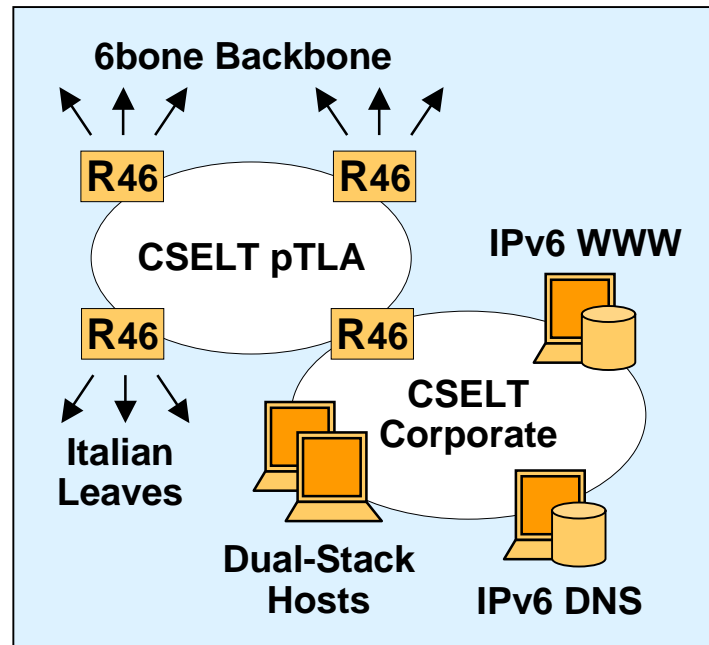 6bone Backbone
R46
R46
CSELT pTLA
IPv6 WWW
R46
R46
CSELT
Corporate
Italian
Leaves
Dual-Stack
Hosts
IPv6 DNS